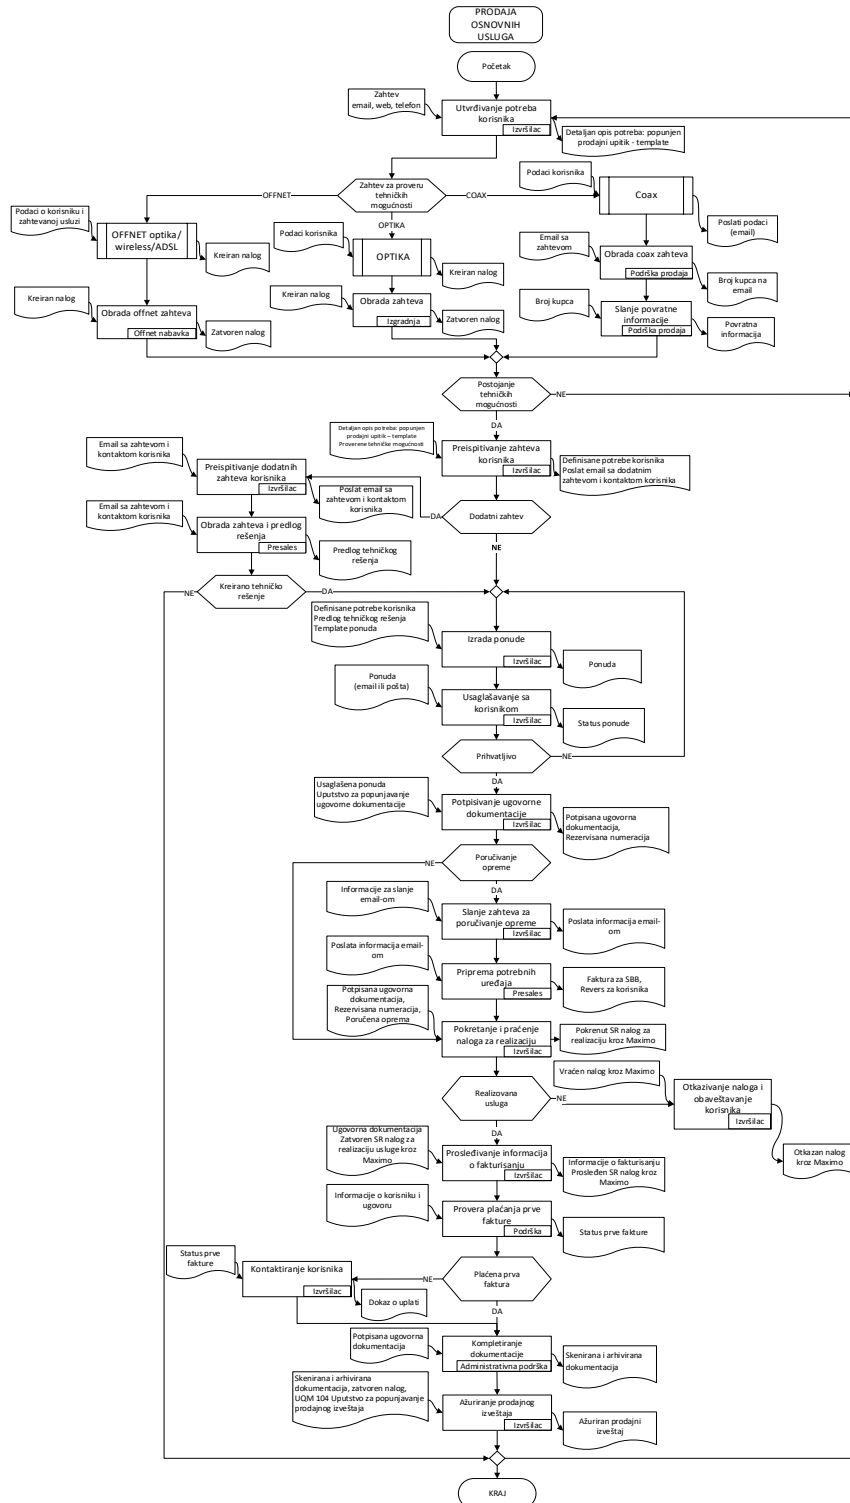 PRODAJA
OSNOVNIH
USLUGA
Početak
Zahtev
email, web, telefon
Utvrđivanje potreba
korisnika
Izvršilac
Detaljan opis potreba: popunjen
prodajni upitik - template
Zahtev za proveru
tehničkih
mogućnosti
OFFNET
COAX
OPTIKA
Podaci korisnika
Coax
Poslati podaci
(email)
Podaci o korisniku i
zahtevanoj usluzi
OFFNET optika/
wireless/ADSL
Kreiran nalog
Podaci korisnika
OPTIKA
Kreiran nalog
Email sa
zahtevom
Obrada coax zahteva
Podrška prodaja
Broj kupca na
email
Kreiran nalog
Obrada offnet zahteva
Offnet nabavka
Zatvoren nalog
Kreiran nalog
Obrada zahteva
Izgradnja
Zatvoren nalog
Broj kupca
Slanje povratne
informacije
Podrška prodaja
Povratna
informacija
Postojanje
tehničkih
mogućnosti
NE
DA
Detaljan opis potreba: popunjen
prodajni upitik – template
Proverene tehničke mogućnosti
Preispitivanje zahteva
korisnika
Izvršilac
Definisane potrebe korisnika
Poslat email sa dodatnim
zahtevom i kontaktom korisnika
Email sa zahtevom i
kontaktom korisnika
Preispitivanje dodatnih
zahteva korisnika
Izvršilac
Poslat email sa
zahtevom i kontaktom
korisnika
DA
Dodatni zahtev
NE
Email sa zahtevom i
kontaktom korisnika
Obrada zahteva i predlog
rešenja
Presales
Predlog tehničkog
rešenja
NE
Kreirano tehničko
rešenje
DA
Definisane potrebe korisnika
Predlog tehničkog rešenja
Template ponuda
Izrada ponude
Izvršilac
Ponuda
Ponuda
(email ili pošta)
Usaglašavanje sa
korisnikom
Izvršilac
Status ponude
Prihvatljivo
NE
DA
Usaglašena ponuda
Uputstvo za popunjavanje
ugovorne dokumentacije
Potpisivanje ugovorne
dokumentacije
Izvršilac
Potpisana ugovorna
dokumentacija,
Rezervisana numeracija
NE
Poručivanje
opreme
DA
Informacije za slanje
email-om
Slanje zahteva za
poručivanje opreme
Izvršilac
Poslata informacija email-
om
Poslata informacija email-
om
Priprema potrebnih
uređaja
Presales
Faktura za SBB,
Revers za korisnika
Potpisana ugovorna
dokumentacija,
Rezervisana numeracija,
Poručena oprema
Pokretanje i praćenje
naloga za realizaciju
Izvršilac
Pokrenut SR nalog za
realizaciju kroz Maximo
Vraćen nalog kroz Maximo
Realizovana
usluga
NE
Otkazivanje naloga i
obaveštavanje
korisnika
Izvršilac
Otkazan nalog
kroz Maximo
DA
Ugovorna dokumentacija
Zatvoren SR nalog za
realizaciju usluge kroz
Maximo
Prosleđivanje informacija
o fakturisanju
Izvršilac
Informacije o fakturisanju
Prosleđen SR nalog kroz
Maximo
Informacije o korisniku i
ugovoru
Provera plaćanja prve
fakture
Podrška
Status prve fakture
Status prve
fakture
Kontaktiranje korisnika
Izvršilac
Dokaz o uplati
NE
Plaćena prva
faktura
DA
Potpisana ugovorna
dokumentacija
Kompletiranje
dokumentacije
Administrativna podrška
Skenirana i arhivirana
dokumentacija
Skenirana i arhivirana
dokumentacija, zatvoren nalog,
UQM 104 Uputstvo za popunjavanje
prodajnog izveštaja
Ažuriranje prodajnog
izveštaja
Izvršilac
Ažuriran prodajni
izveštaj
KRAJ